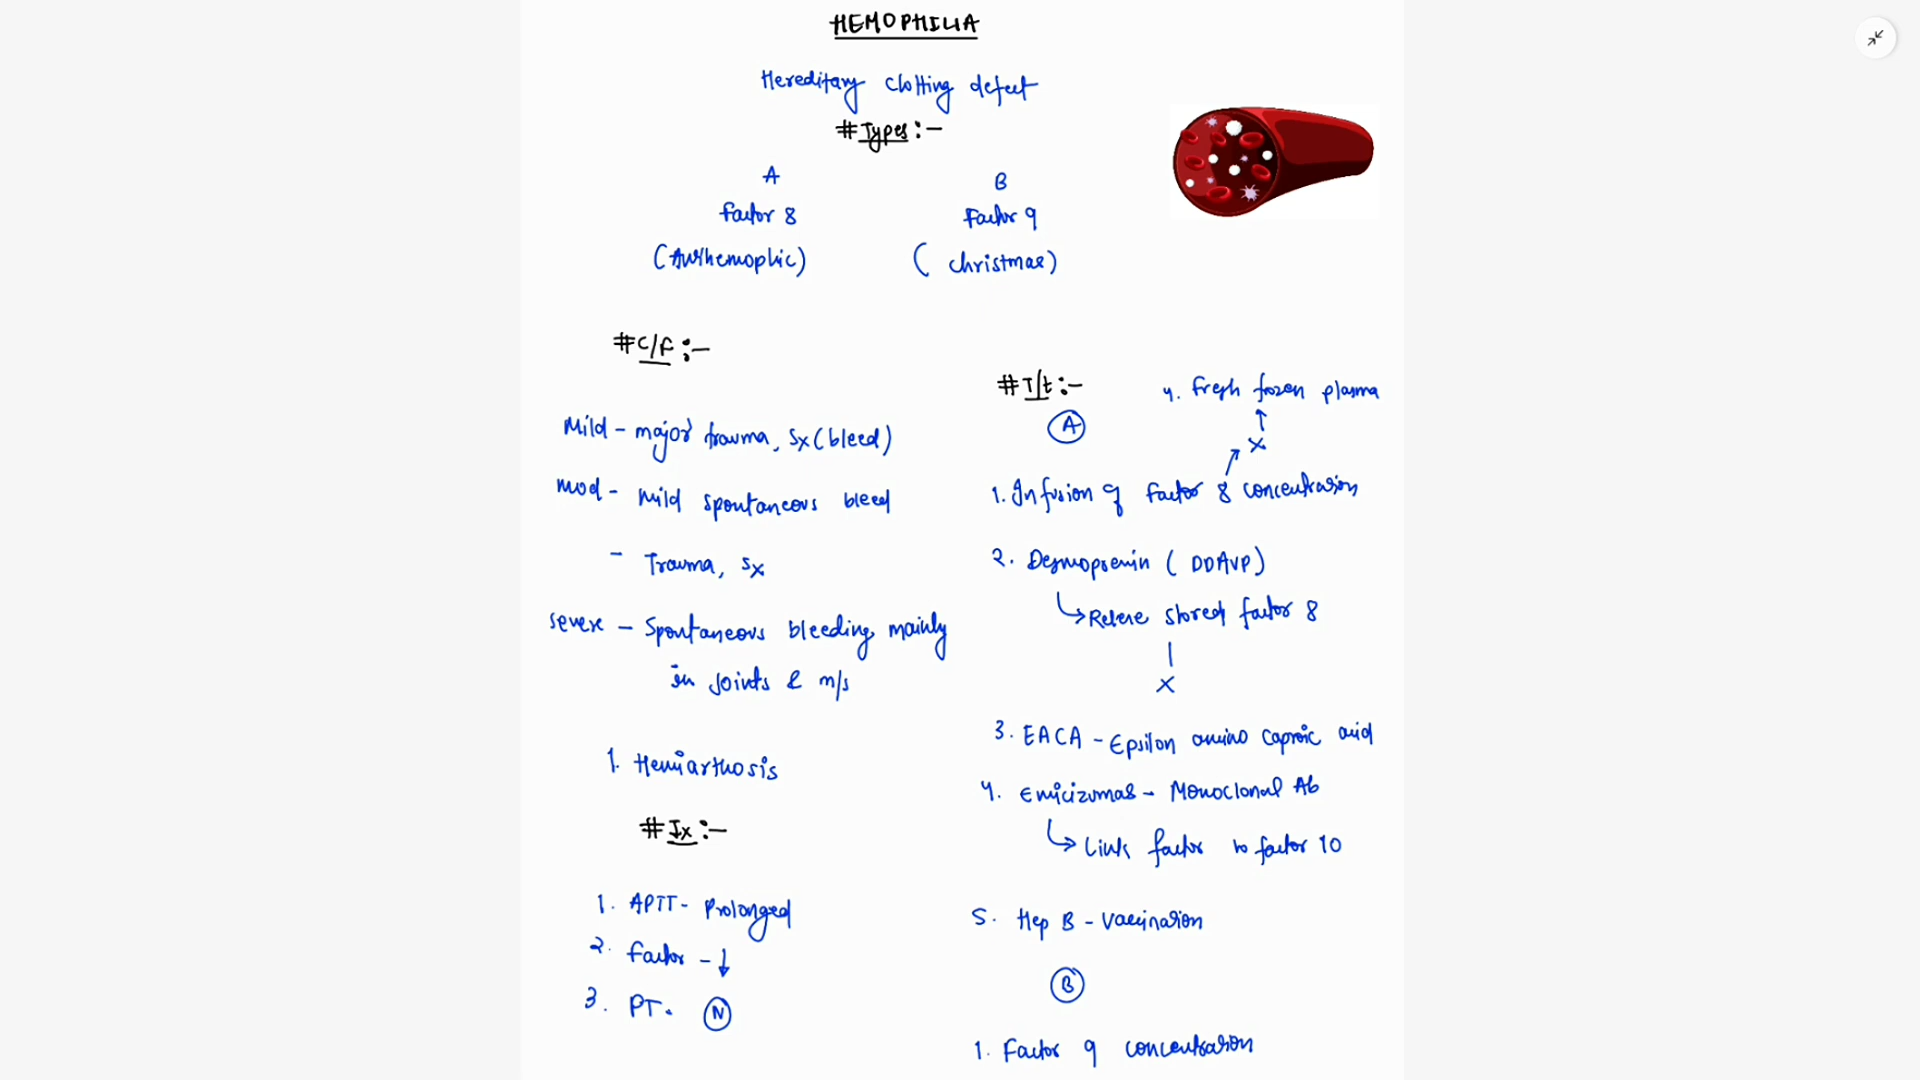 HEMOPHILIA
Hereditary clotting defect
#Types:-
A
factor 8
B
Factor 9
(christmas)
#C/F:-
Mild - major trauma, Sx (bleed)
mod - mild spontaneous bleed
- Trauma, Sx
severe - Spontaneous bleeding mainly
in joints & m/s
1. Hemiarthosis
#Ix:-
1. APTT - Prolonged
2. factor - ↓
3. PT. N
#T/t:-
A
4. fresh frozen plasma
↑
x
1. Infusion of factor 8 concentration
2. Desmopressin (DDAVP)
↳ Release stored factor 8
|
x
3. EACA - Epsilon amino caproic acid
4. Emicizumab - Monoclonal Ab
↳ Link factor to factor 10
5. Hep B - Vaccination
B
1. Factor 9 concentration